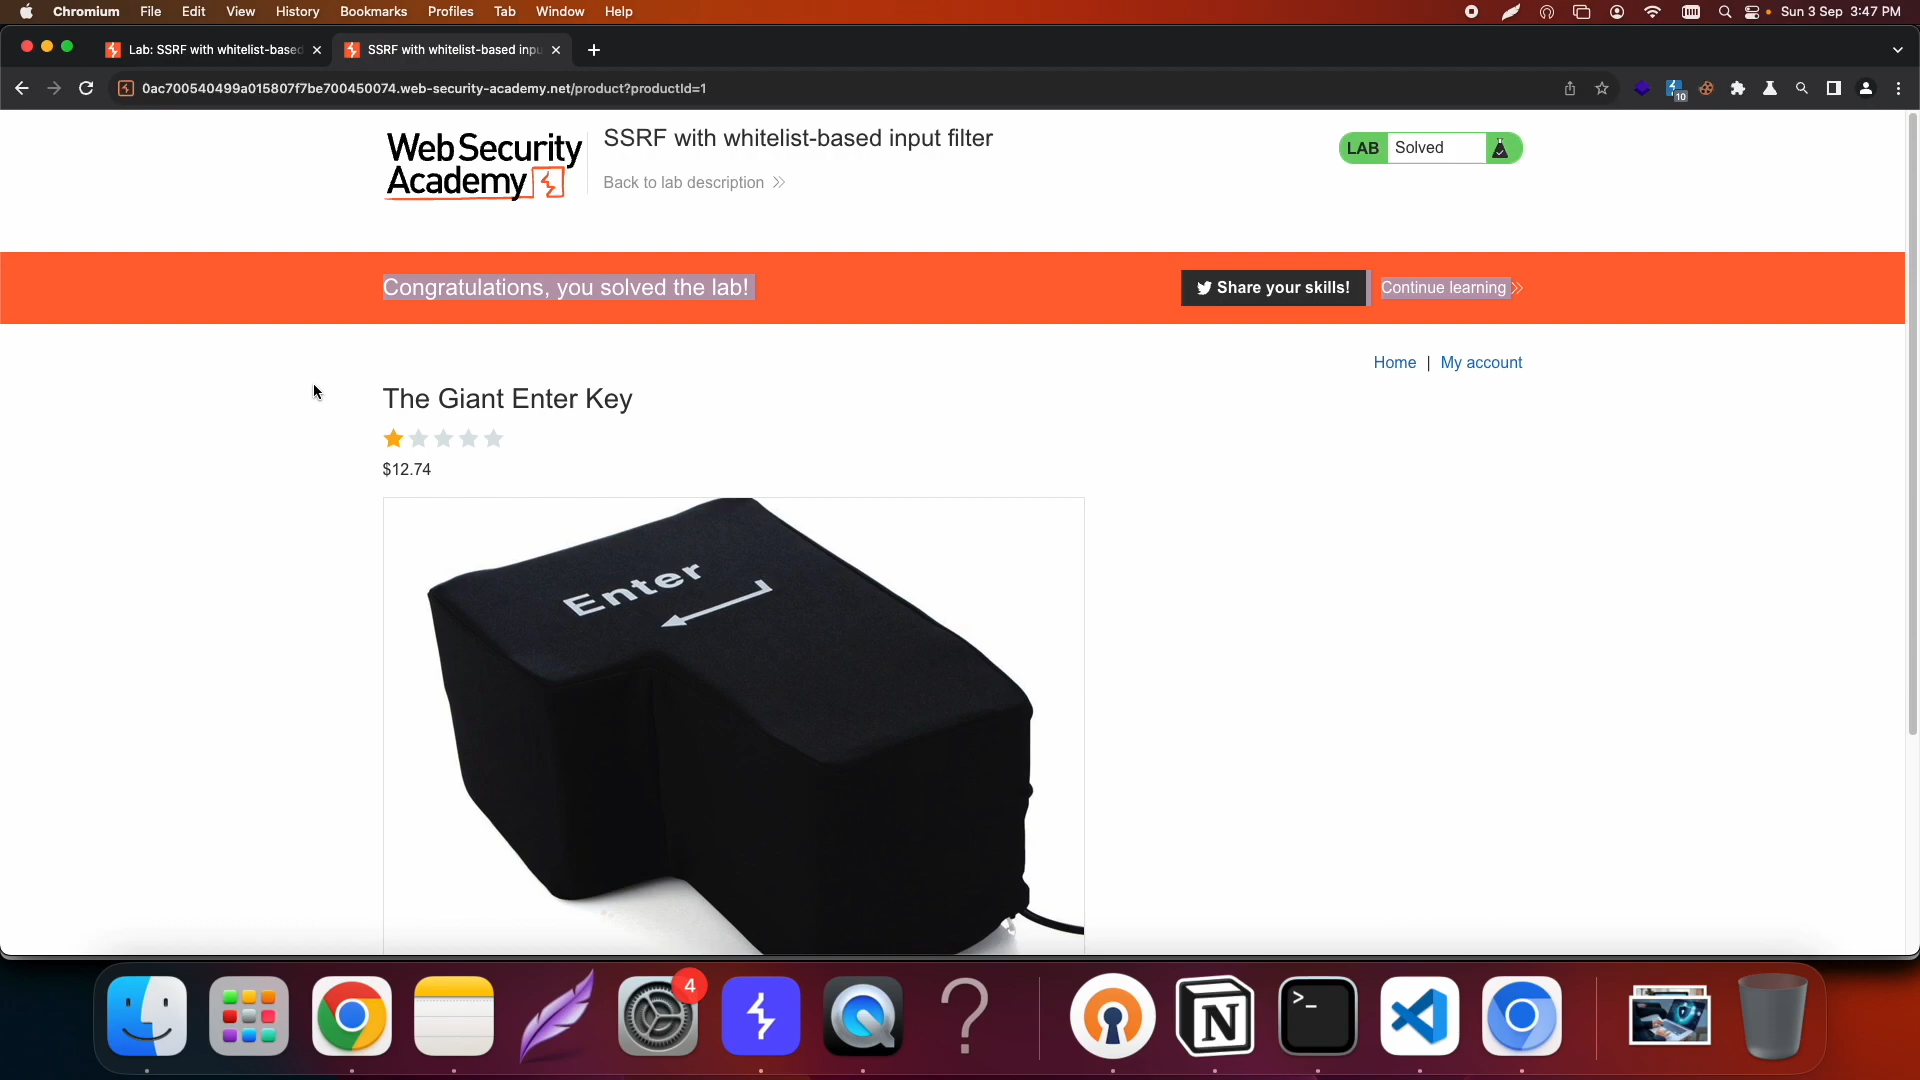 Chromium File Edit View History Bookmarks Profiles Tab Window Help
Sun 3 Sep 3:47 PM
Lab: SSRF with whitelist-based
SSRF with whitelist-based inpu
0ac700540499a015807f7be700450074.web-security-academy.net/product?productId=1
10
Web Security
Academy
SSRF with whitelist-based input filter
Back to lab description
LAB Solved
Congratulations, you solved the lab!
Share your skills!
Continue learning
Home | My account
The Giant Enter Key
$12.74
Enter
4